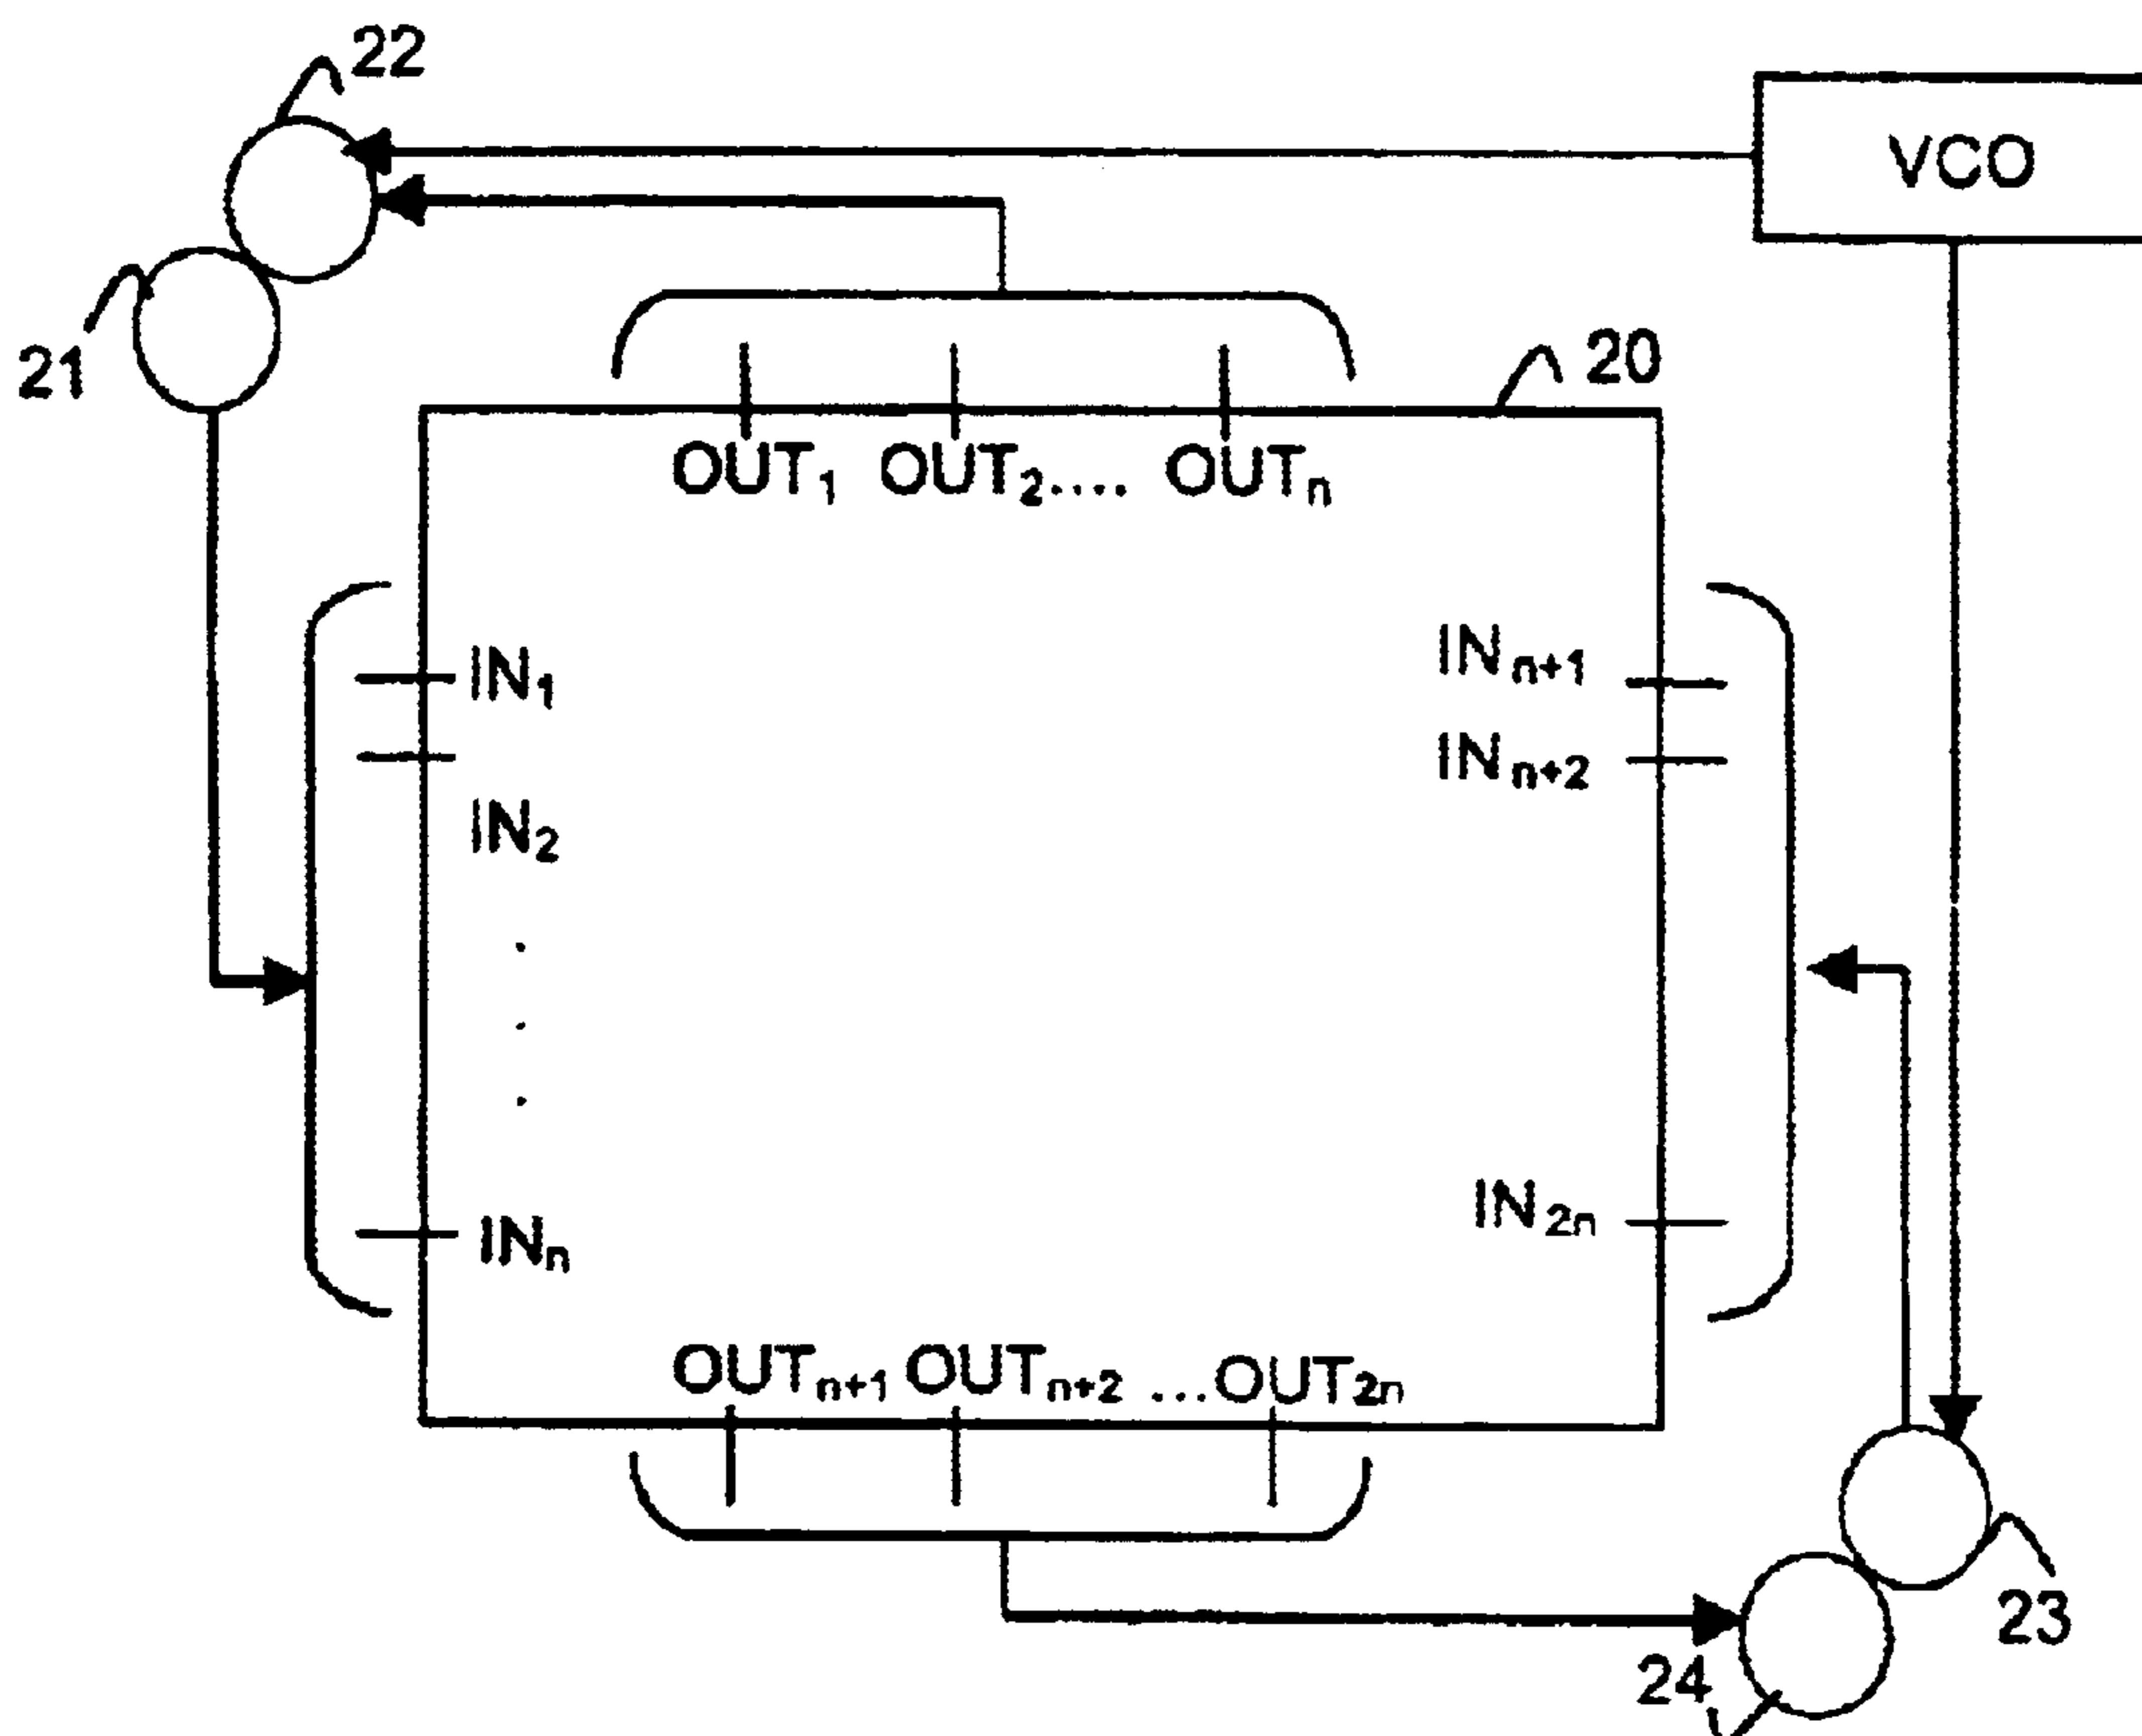 22
VCO
21
20
OUT₁ OUT₂.... OUTₙ
IN₁
INₙ₊₁
INₙ₊₂
IN₂
.
.
.
IN₂ₙ
INₙ
OUTₙ₊₁ OUTₙ₊₂ ...OUT₂ₙ
23
24